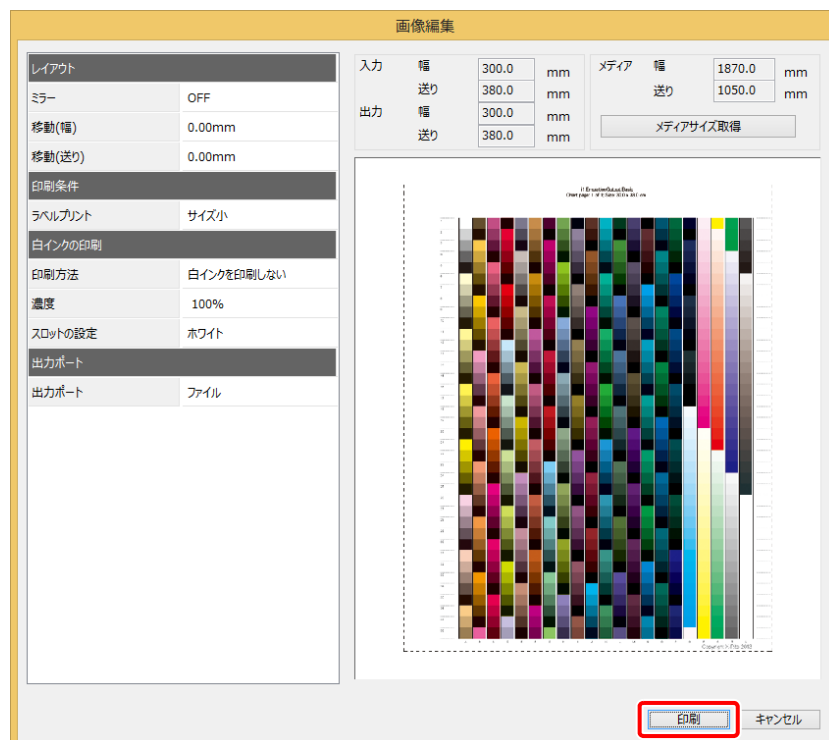 画像編集
レイアウト
ミラー OFF
移動(幅) 0.00mm
移動(送り) 0.00mm
印刷条件
ラベルプリント サイズ小
白インクの印刷
印刷方法 白インクを印刷しない
濃度 100%
スロットの設定 ホワイト
出力ポート
出力ポート ファイル
入力 幅 300.0 mm
送り 380.0 mm
出力 幅 300.0 mm
送り 380.0 mm
メディア 幅 1870.0 mm
送り 1050.0 mm
メディアサイズ取得
印刷 キャンセル